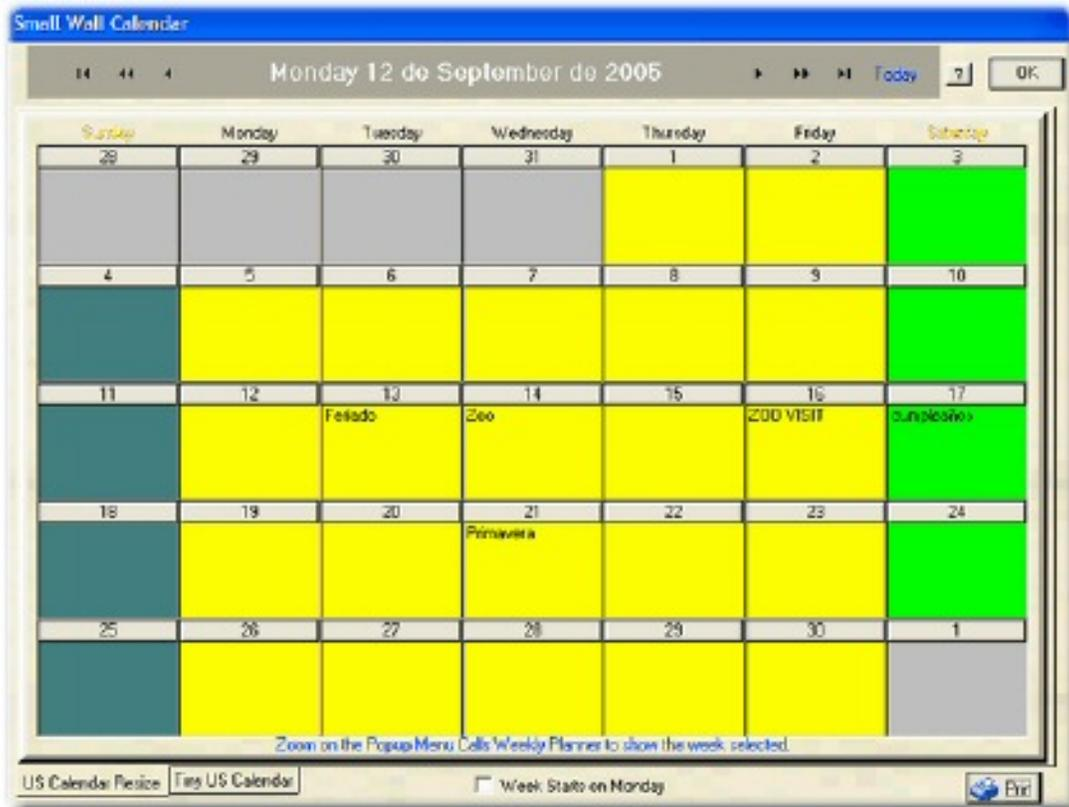 Small Wall Calendar
Monday 12 de September de 2005 Today ? OK
Sunday Monday Tuesday Wednesday Thursday Friday Saturday
28 29 30 31 1 2 3
4 5 6 7 8 9 10
11 12 13 14 15 16 17
Feriado Zoo ZOO VISIT cumpleaños
18 19 20 21 22 23 24
Primavera
25 26 27 28 29 30 1
Zoom on the Popup Menu Calls Weekly Planner to show the week selected.
US Calendar Resize Tiny US Calendar Week Starts on Monday Print